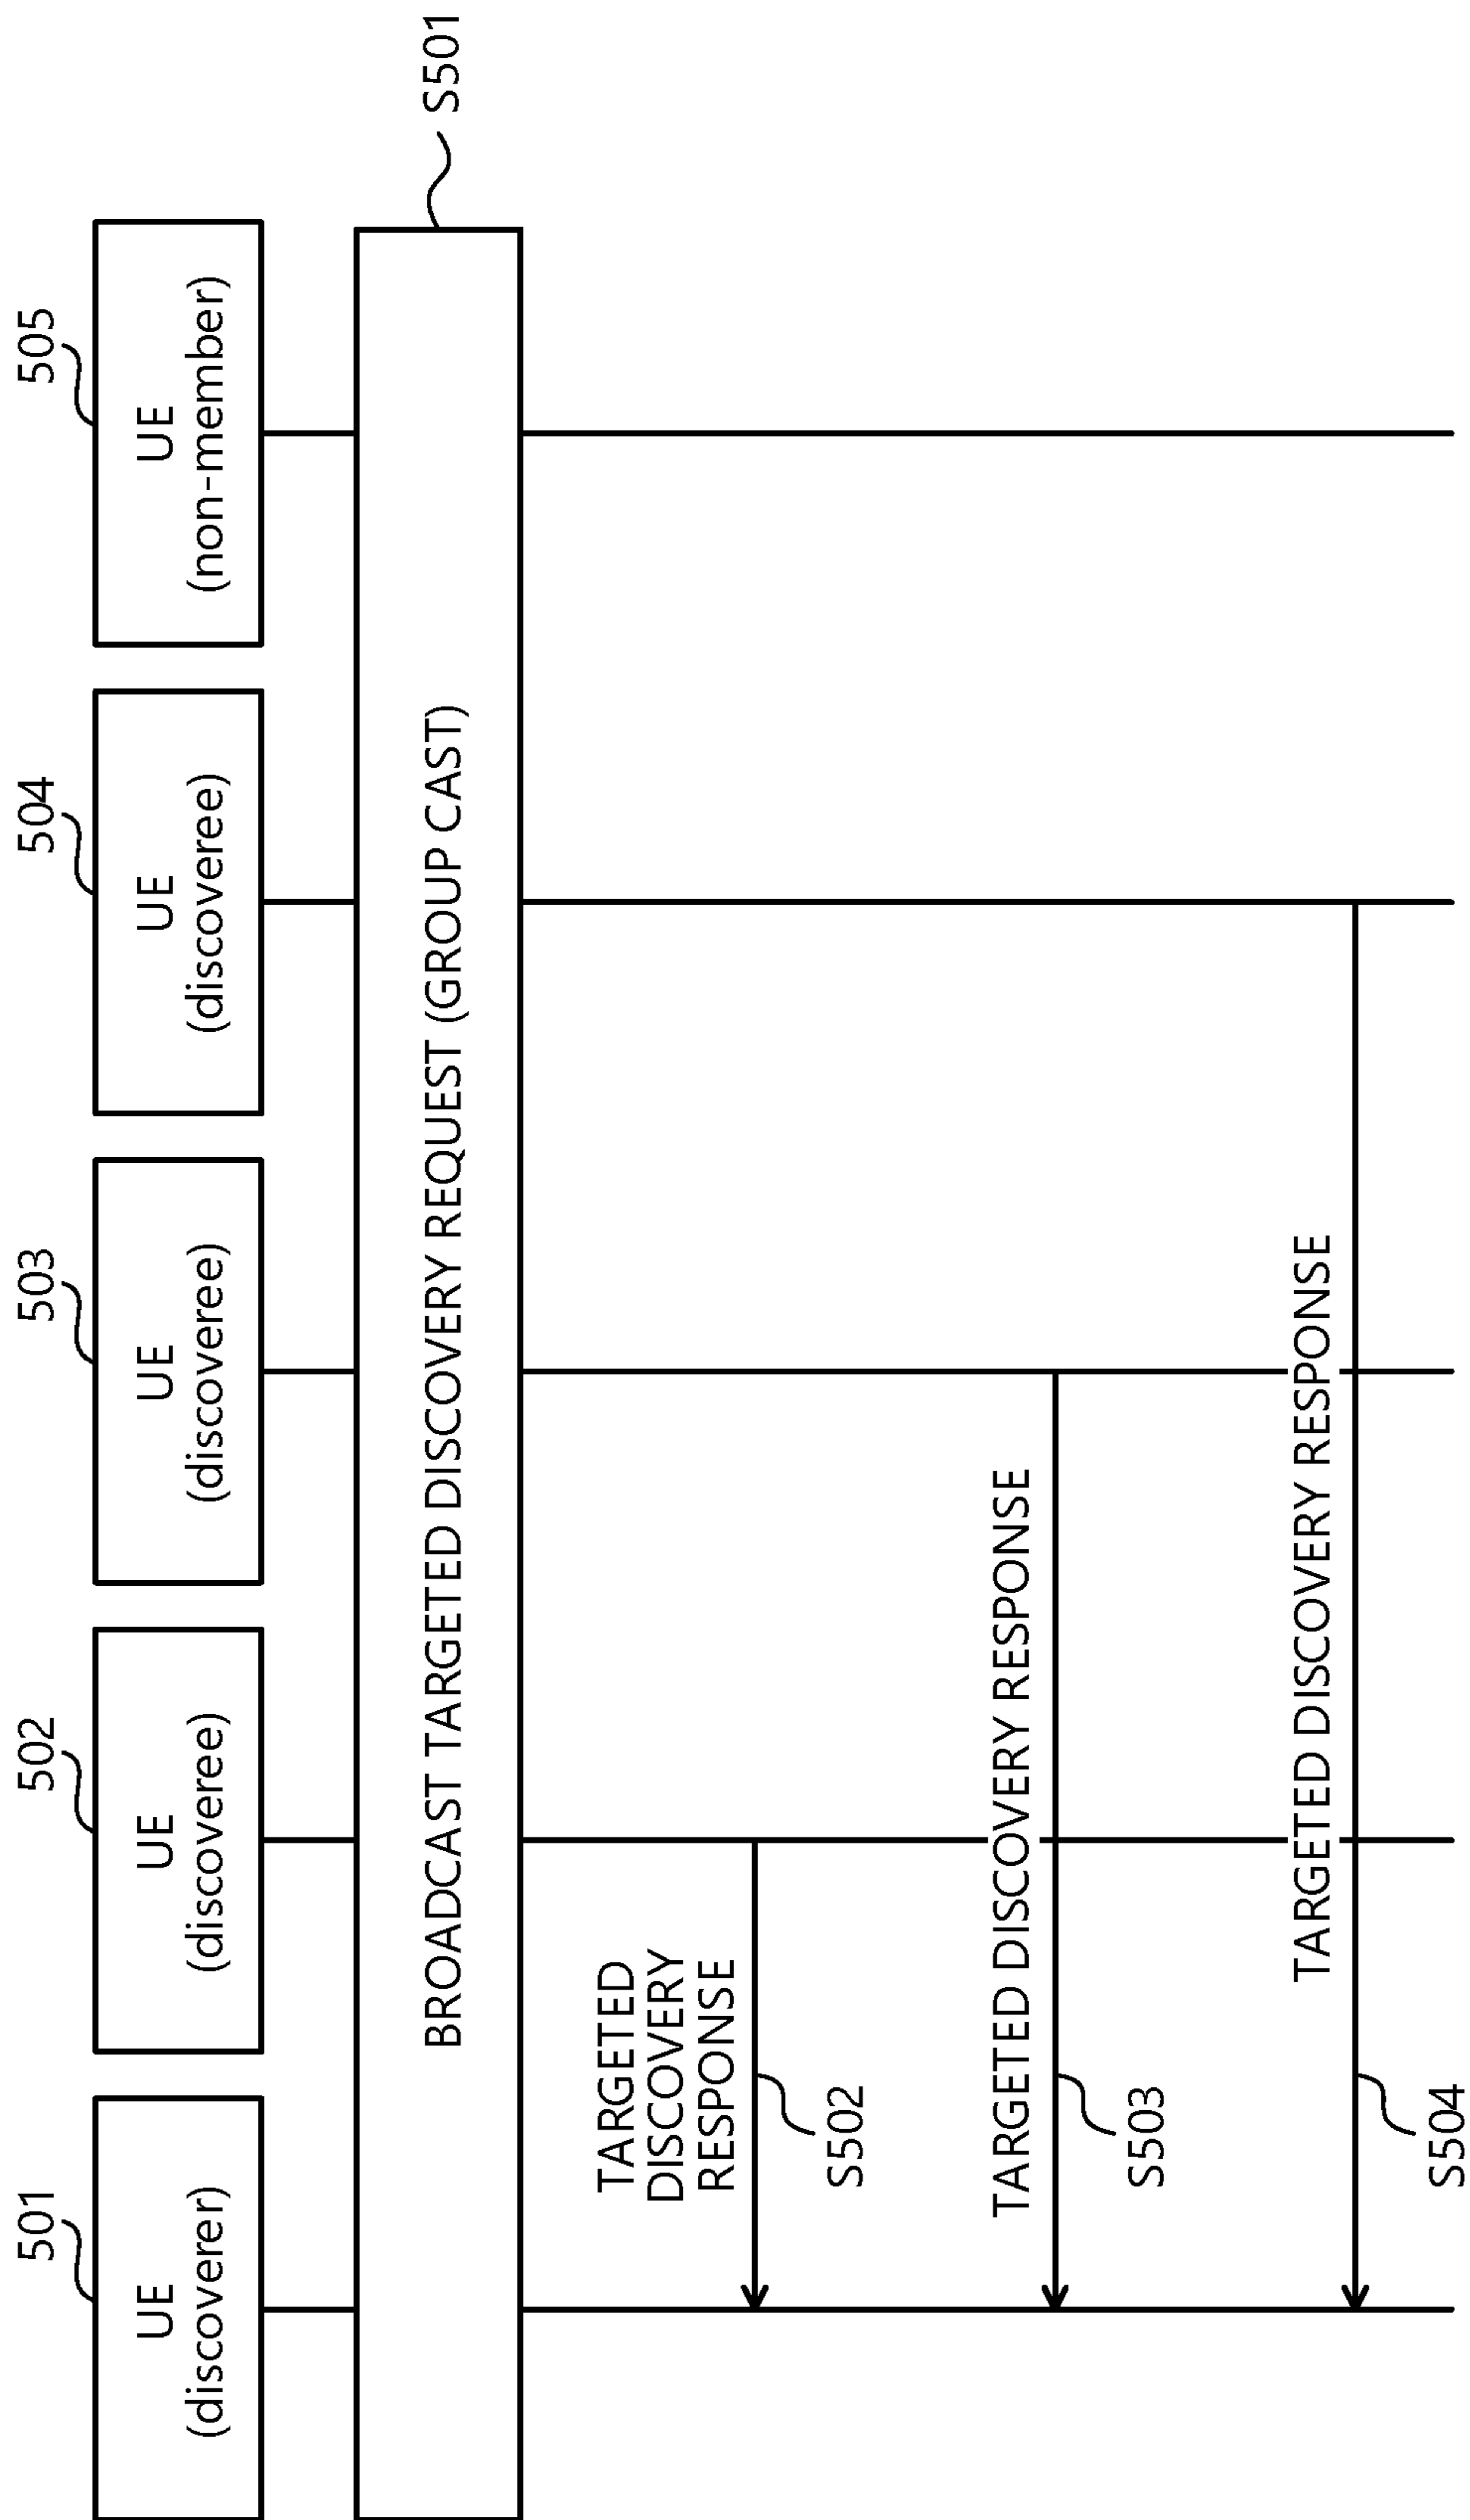 501
502
503
504
505
UE
(discoverer)
UE
(discoveree)
UE
(discoveree)
UE
(discoveree)
UE
(non-member)
BROADCAST TARGETED DISCOVERY REQUEST (GROUP CAST)
S501
TARGETED
DISCOVERY
RESPONSE
S502
TARGETED DISCOVERY RESPONSE
S503
TARGETED DISCOVERY RESPONSE
S504